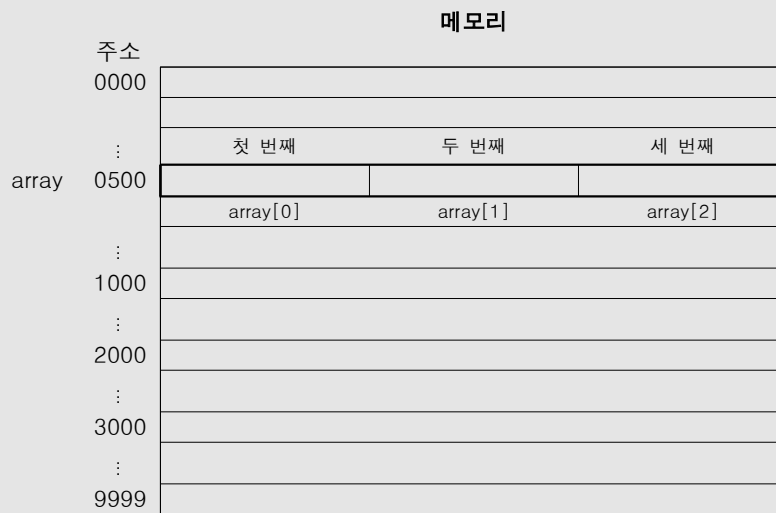 메모리
주소
0000
⋮ 첫 번째 두 번째 세 번째
array 0500
array[0] array[1] array[2]
⋮
1000
⋮
2000
⋮
3000
⋮
9999